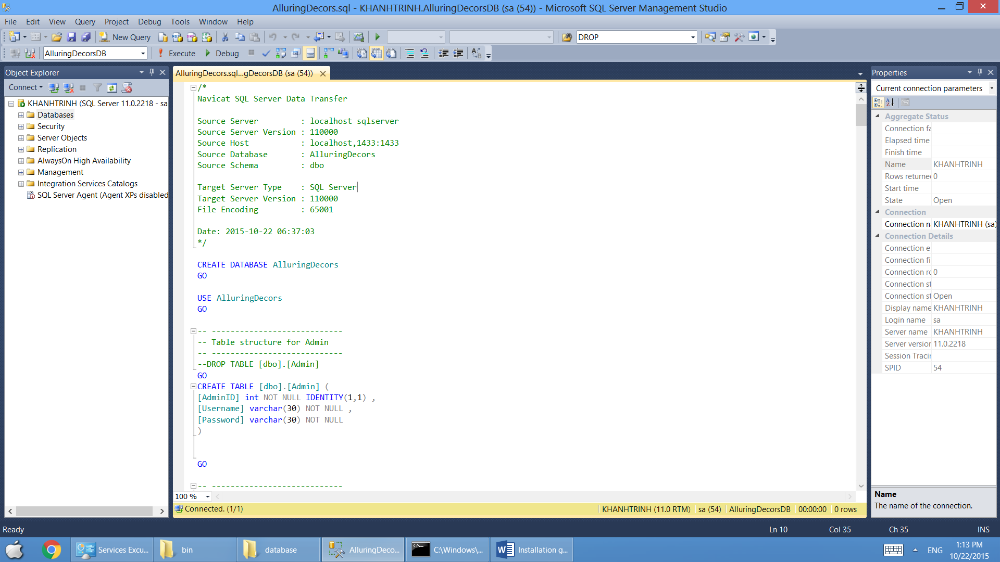 AlluringDecors.sql - KHANHTRINH.AlluringDecorsDB (sa (54)) - Microsoft SQL Server Management Studio
File Edit View Query Project Debug Tools Window Help
New Query DROP
AlluringDecorsDB Execute Debug
Object Explorer
Connect
KHANHTRINH (SQL Server 11.0.2218 - sa
Databases
Security
Server Objects
Replication
AlwaysOn High Availability
Management
Integration Services Catalogs
SQL Server Agent (Agent XPs disabled
AlluringDecors.sql...gDecorsDB (sa (54))
/*
Navicat SQL Server Data Transfer
Source Server : localhost sqlserver
Source Server Version : 110000
Source Host : localhost,1433:1433
Source Database : AlluringDecors
Source Schema : dbo
Target Server Type : SQL Server
Target Server Version : 110000
File Encoding : 65001
Date: 2015-10-22 06:37:03
*/
CREATE DATABASE AlluringDecors
GO
USE AlluringDecors
GO
-- ----------------------------
-- Table structure for Admin
-- ----------------------------
--DROP TABLE [dbo].[Admin]
GO
CREATE TABLE [dbo].[Admin] (
[AdminID] int NOT NULL IDENTITY(1,1) ,
[Username] varchar(30) NOT NULL ,
[Password] varchar(30) NOT NULL
)
GO
-- ----------------------------
100 %
Connected. (1/1) KHANHTRINH (11.0 RTM) sa (54) AlluringDecorsDB 00:00:00 0 rows
Properties
Current connection parameters
Aggregate Status
Connection fa
Elapsed time
Finish time
Name KHANHTRINH
Rows returne 0
Start time
State Open
Connection
Connection n KHANHTRINH (sa)
Connection Details
Connection e
Connection fi
Connection ro 0
Connection st
Connection st Open
Display name KHANHTRINH
Login name sa
Server name KHANHTRINH
Server version 11.0.2218
Session Tracin
SPID 54
Name
The name of the connection.
Ready Ln 10 Col 35 Ch 35 INS
Services Excu... bin database AlluringDeco... C:\Windows\... Installation g... ENG 1:13 PM
10/22/2015